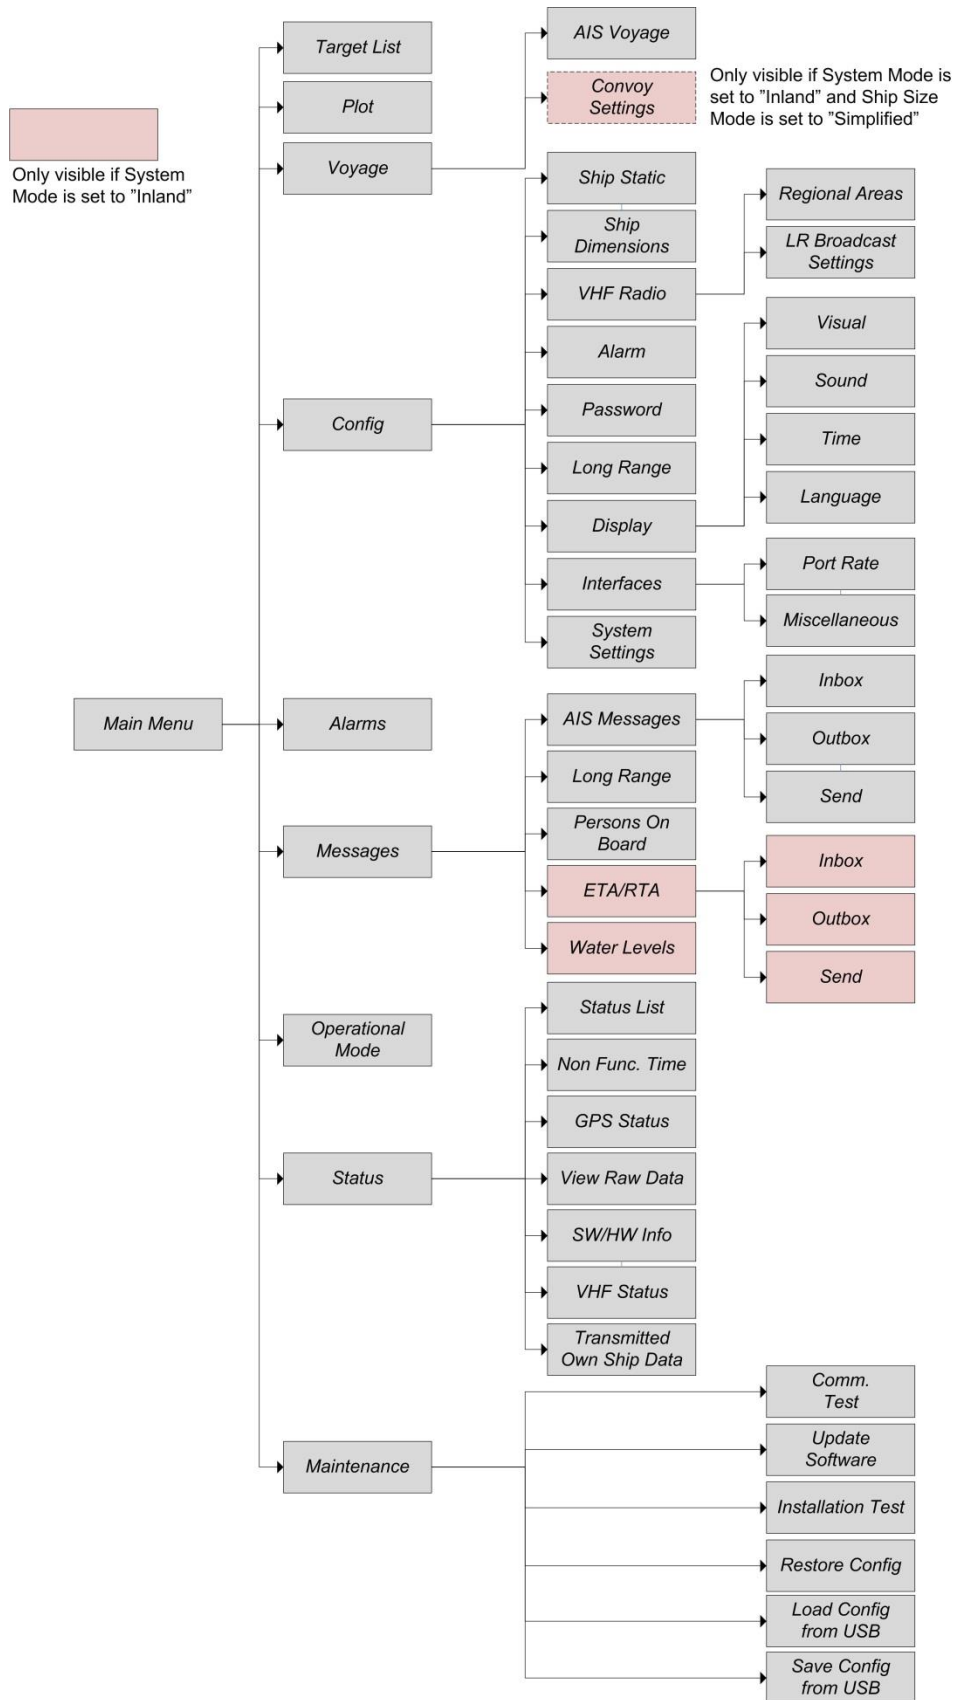 Target List
Plot
Voyage
Only visible if System
Mode is set to ”Inland”
AIS Voyage
Convoy
Settings
Only visible if System Mode is
set to ”Inland” and Ship Size
Mode is set to ”Simplified”
Ship Static
Ship
Dimensions
VHF Radio
Alarm
Password
Long Range
Display
Interfaces
System
Settings
Regional Areas
LR Broadcast
Settings
Visual
Sound
Time
Language
Port Rate
Miscellaneous
Config
Main Menu
Alarms
Messages
AIS Messages
Long Range
Persons On
Board
ETA/RTA
Water Levels
Inbox
Outbox
Send
Inbox
Outbox
Send
Operational
Mode
Status
Status List
Non Func. Time
GPS Status
View Raw Data
SW/HW Info
VHF Status
Transmitted
Own Ship Data
Maintenance
Comm.
Test
Update
Software
Installation Test
Restore Config
Load Config
from USB
Save Config
from USB